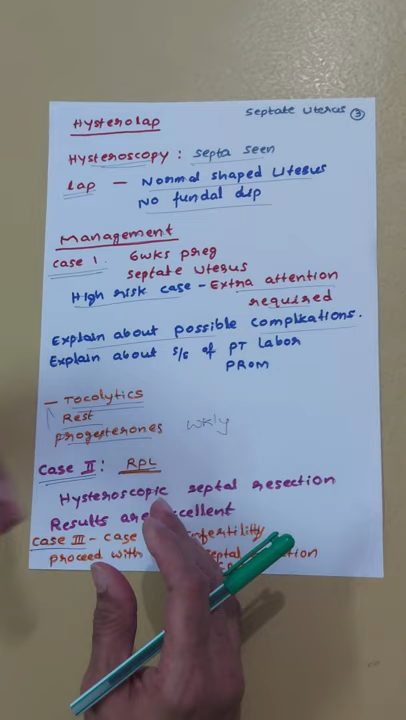 Septate Uterus ③
Hysterolap
Hysteroscopy : septa seen
Lap — Normal shaped Uterus
No fundal dip
Management
Case 1. 6wks preg
septate uterus
High risk case - Extra attention
required
Explain about possible complications.
Explain about s/s of PT labor
PROM
— Tocolytics
Rest
progesterones wkly
Case II : RPL
Hysteroscopic septal resection
Results are excellent
Case III - case infertility
proceed with septal